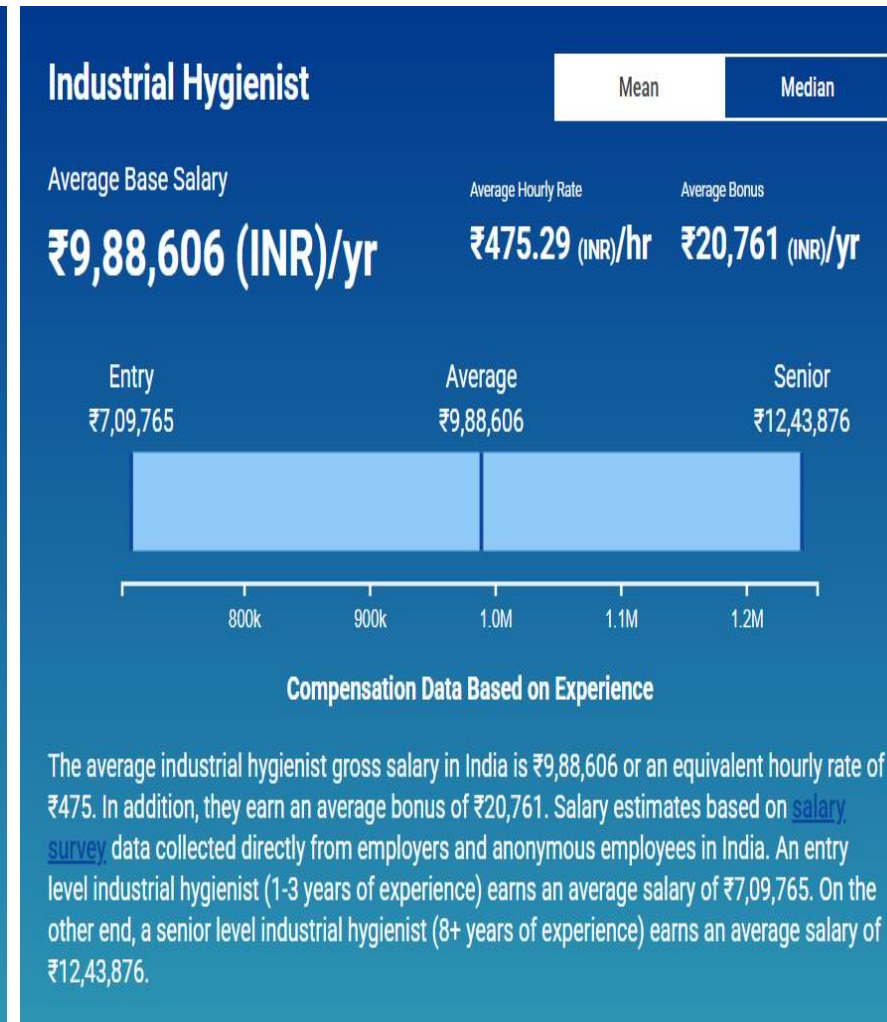 Industrial Hygienist
Mean
Median
Average Base Salary
Average Hourly Rate
Average Bonus
₹9,88,606 (INR)/yr
₹475.29 (INR)/hr
₹20,761 (INR)/yr
Entry
Average
Senior
₹7,09,765
₹9,88,606
₹12,43,876
800k
900k
1.0M
1.1M
1.2M
Compensation Data Based on Experience
The average industrial hygienist gross salary in India is ₹9,88,606 or an equivalent hourly rate of
₹475. In addition, they earn an average bonus of ₹20,761. Salary estimates based on salary
survey data collected directly from employers and anonymous employees in India. An entry
level industrial hygienist (1-3 years of experience) earns an average salary of ₹7,09,765. On the
other end, a senior level industrial hygienist (8+ years of experience) earns an average salary of
₹12,43,876.